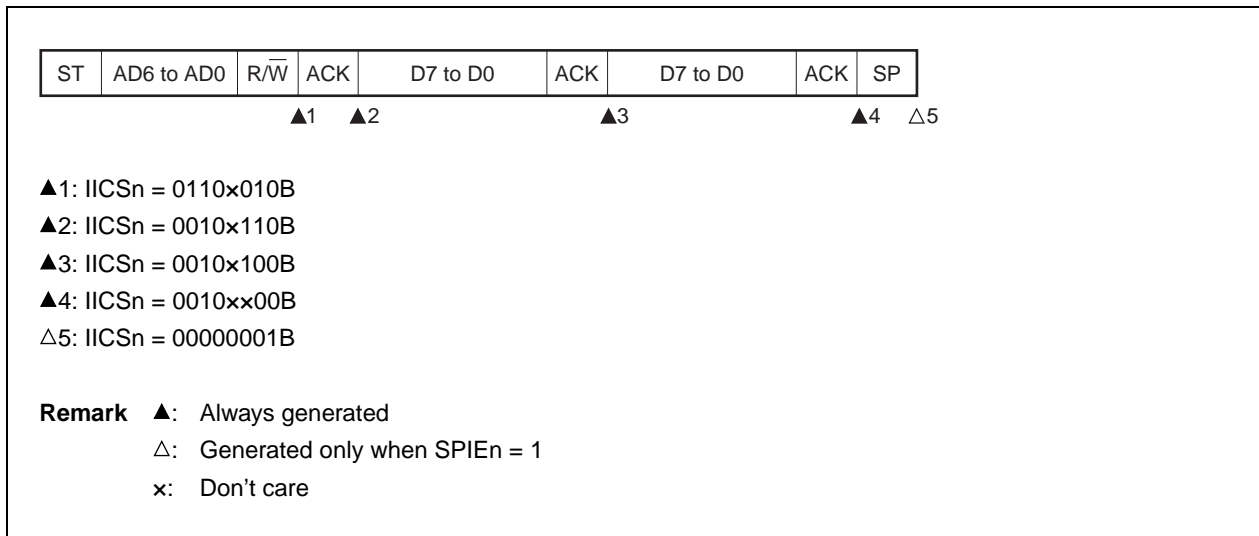 ST AD6 to AD0 R/W̅ ACK D7 to D0 ACK D7 to D0 ACK SP
▲1 ▲2 ▲3 ▲4 △5
▲1: IICSn = 0110×010B
▲2: IICSn = 0010×110B
▲3: IICSn = 0010×100B
▲4: IICSn = 0010××00B
△5: IICSn = 00000001B
Remark ▲: Always generated
△: Generated only when SPIEn = 1
×: Don't care